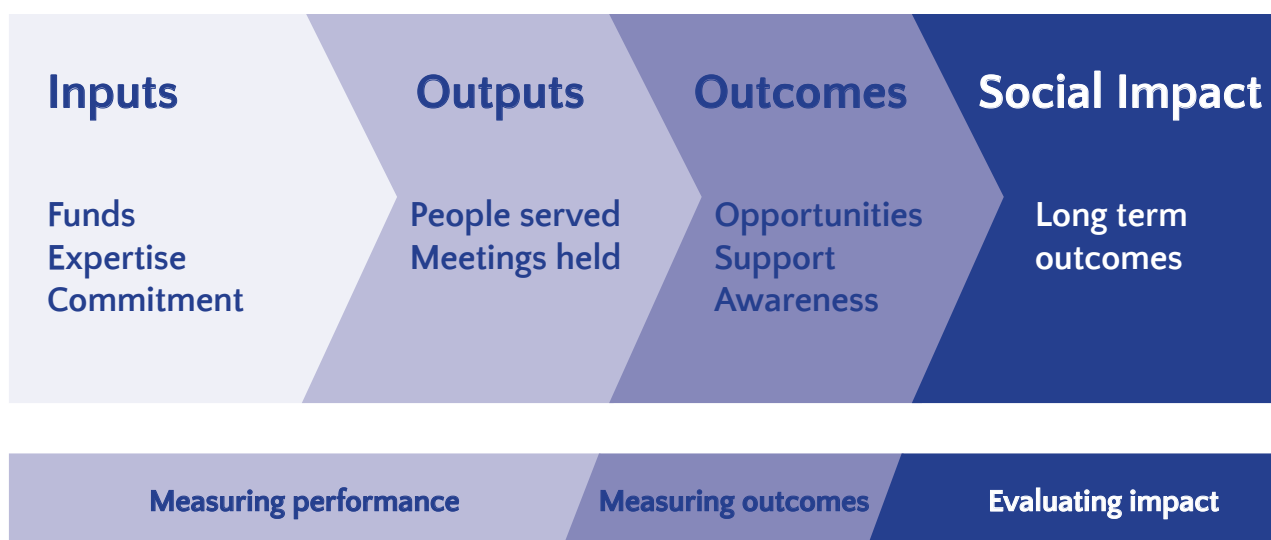 Inputs
Funds
Expertise
Commitment
Outputs
People served
Meetings held
Outcomes
Opportunities
Support
Awareness
Social Impact
Long term
outcomes
Measuring performance
Measuring outcomes
Evaluating impact